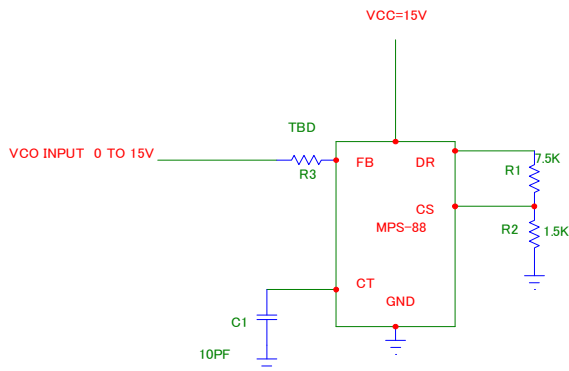 VCC=15V
TBD
VCO INPUT 0 TO 15V
R3
FB
DR
7.5K
R1
CS
MPS-88
R2
1.5K
CT
GND
C1
10PF